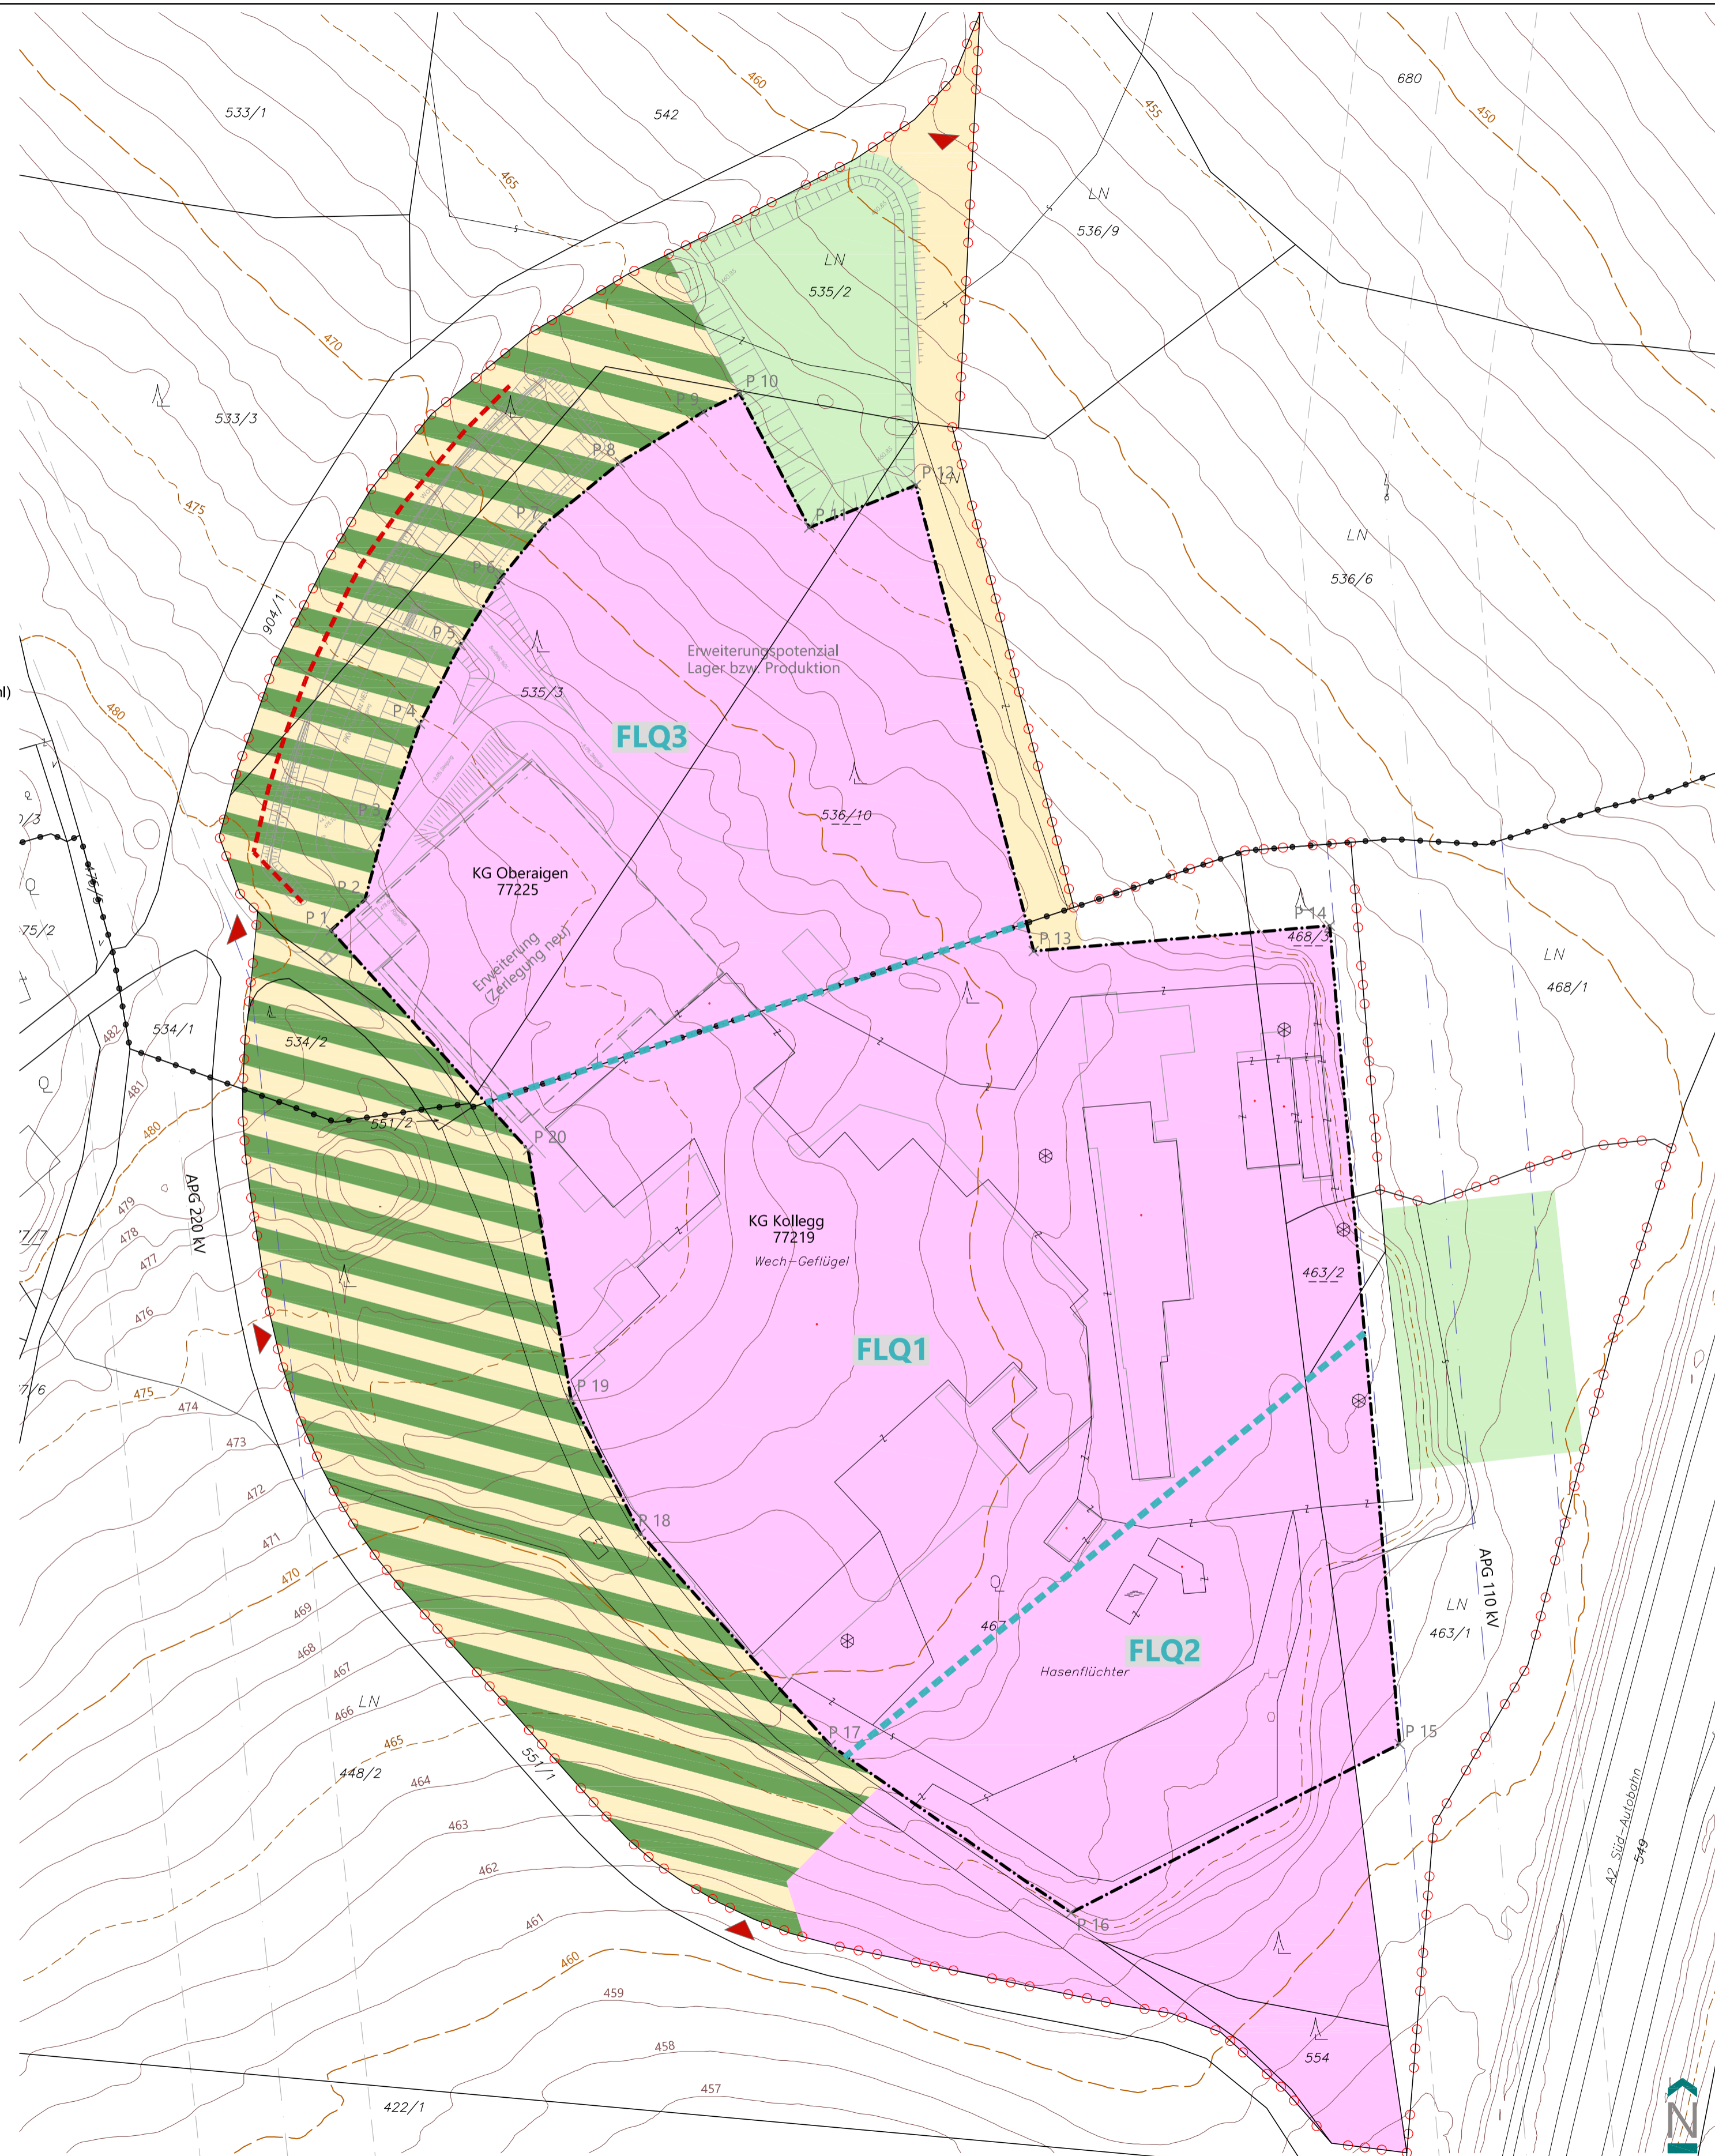 460
455
680
450
533/1
542
465
LN
536/9
LN
535/2
470
P 10
P 9
533/3
P 8
P 12
LN
475
P 7
P 11
LN
P 6
536/6
904/1
P 5
Erweiterungspotenzial
Lager bzw. Produktion
535/3
P 4
480
FLQ3
P 3
536/10
KG Oberaigen
77225
P 2
P 1
P 14
468/3
P 13
75/2
Erweiterung
(Zerlegung neu)
LN
468/1
482
534/1
534/2
481
480
551/2
P 20
APG 220 kV
479
478
477
476
KG Kollegg
77219
Wech-Geflügel
463/2
FLQ1
P 19
475
474
473
472
471
470
469
468
467
466
465
464
463
462
461
460
459
458
457
P 18
467
Hasenflüchter
FLQ2
APG 110 kV
LN
463/1
LN
P 17
P 15
551/1
448/2
A2 Süd-Autobahn
549
P 16
554
422/1
N